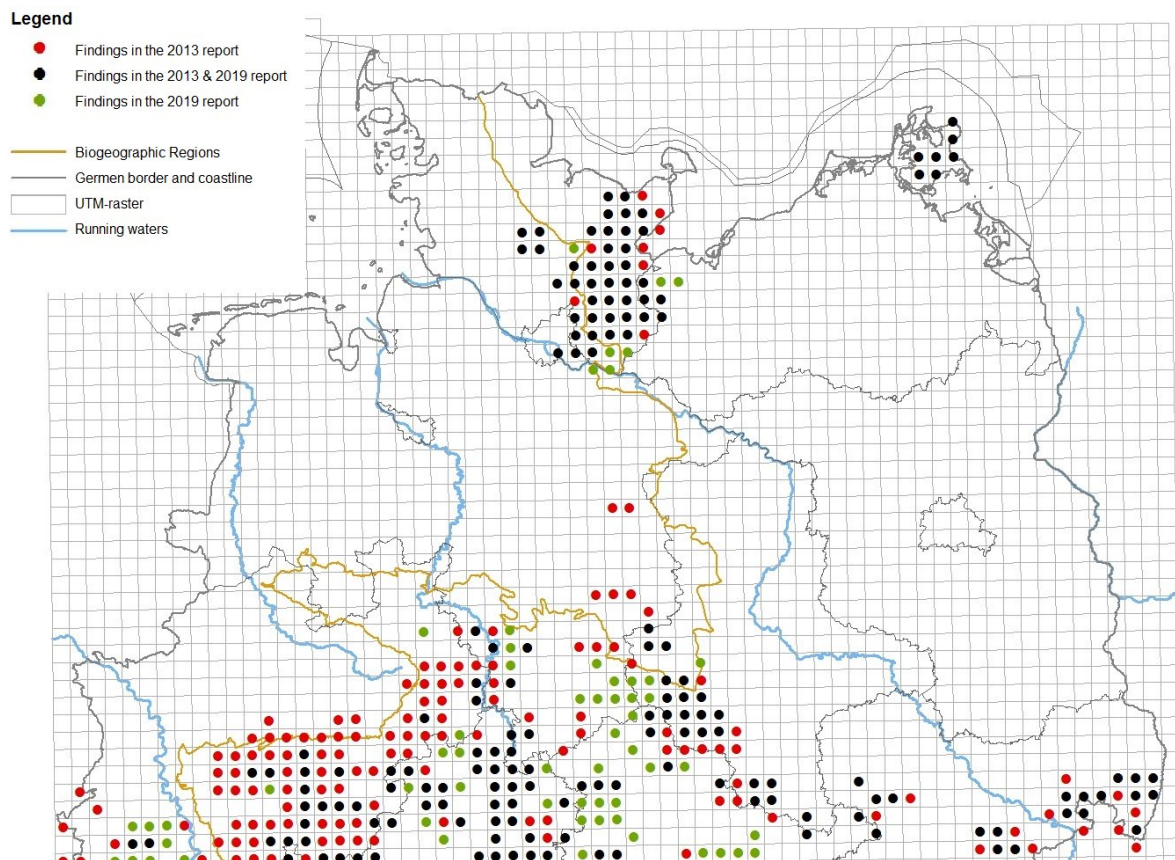 Legend
Findings in the 2013 report
Findings in the 2013 & 2019 report
Findings in the 2019 report
Biogeographic Regions
Germen border and coastline
UTM-raster
Running waters